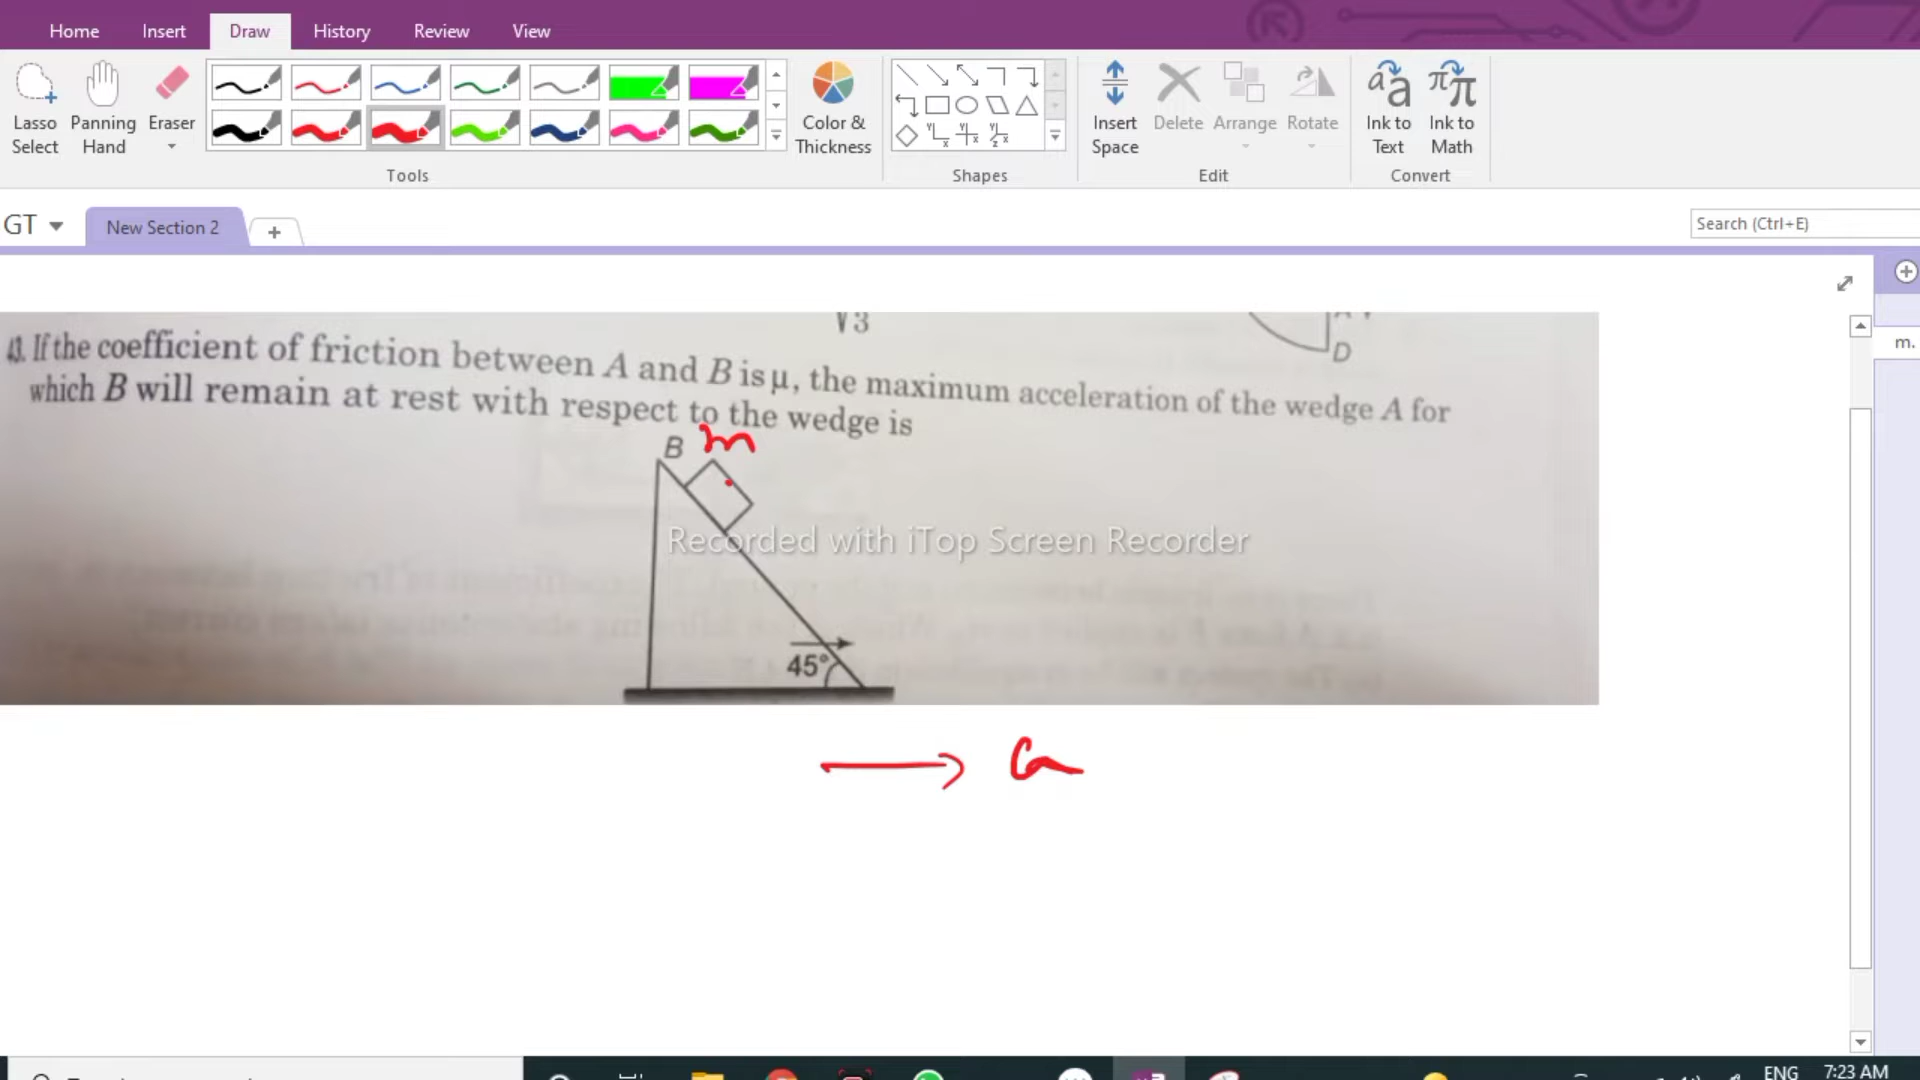 Home Insert Draw History Review View
Lasso Select
Panning Hand
Eraser
Color & Thickness
Insert Space
Delete
Arrange
Rotate
Ink to Text
Ink to Math
Tools
Shapes
Edit
Convert
GT
New Section 2
+
Search (Ctrl+E)
m.
√3
D
43. If the coefficient of friction between A and B is μ, the maximum acceleration of the wedge A for
which B will remain at rest with respect to the wedge is
B m
Recorded with iTop Screen Recorder
45°
a
ENG
7:23 AM